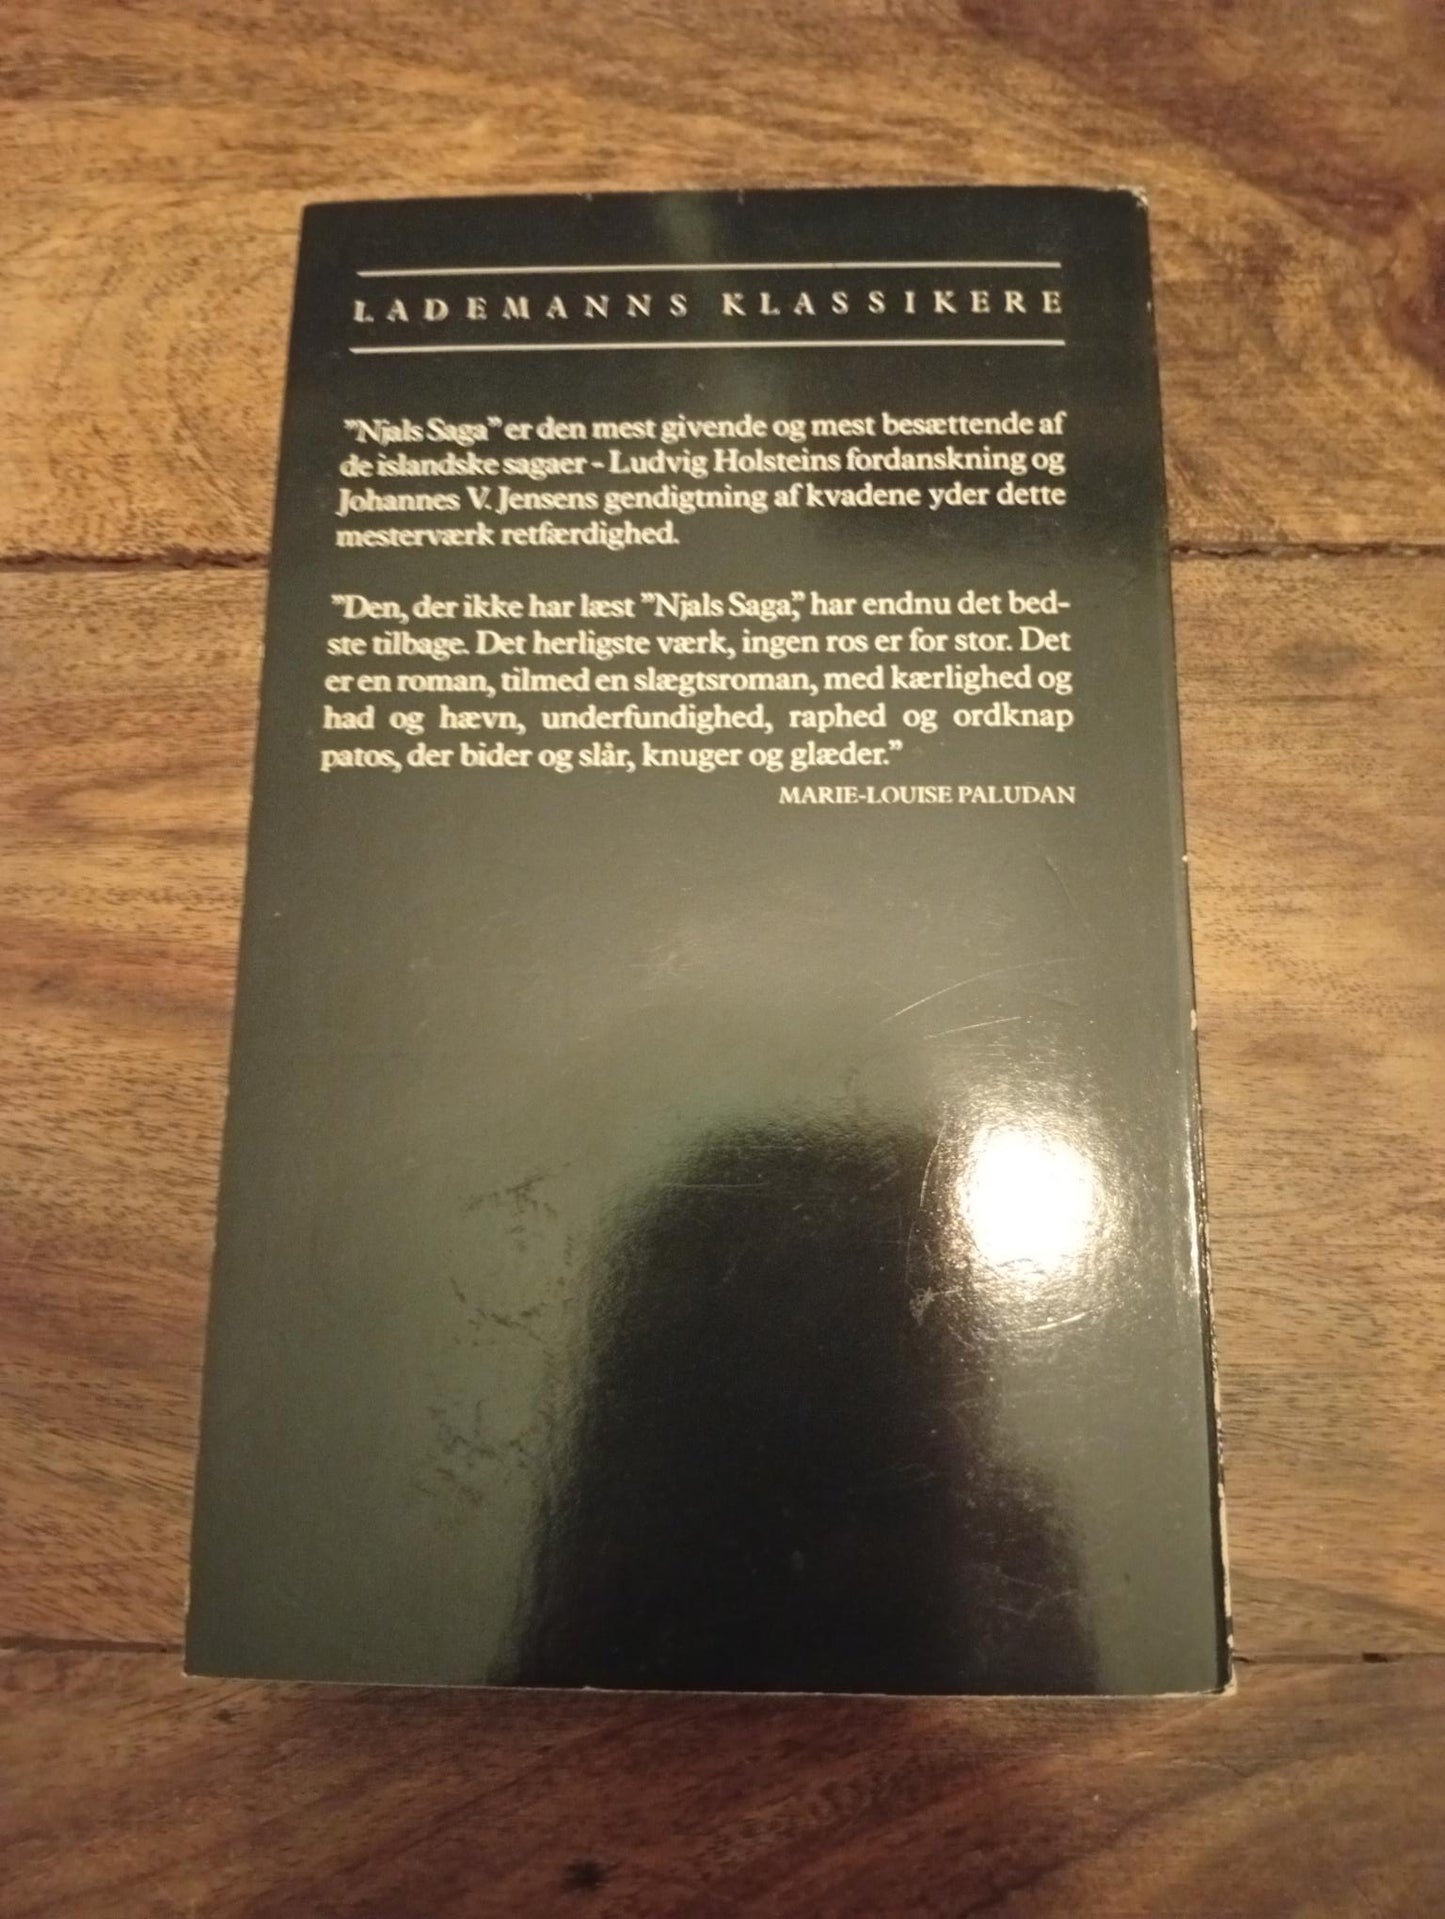 LADEMANNS KLASSIKERE
”Njals Saga” er den mest givende og mest besættende af
de islandske sagaer - Ludvig Holsteins fordanskning og
Johannes V. Jensens gendigtning af kvadene yder dette
mesterværk retfærdighed.
”Den, der ikke har læst ”Njals Saga,” har endnu det bed-
ste tilbage. Det herligste værk, ingen ros er for stor. Det
er en roman, tilmed en slægtsroman, med kærlighed og
had og hævn, underfundighed, raphed og ordknap
patos, der bider og slår, knuger og glæder.”
MARIE-LOUISE PALUDAN